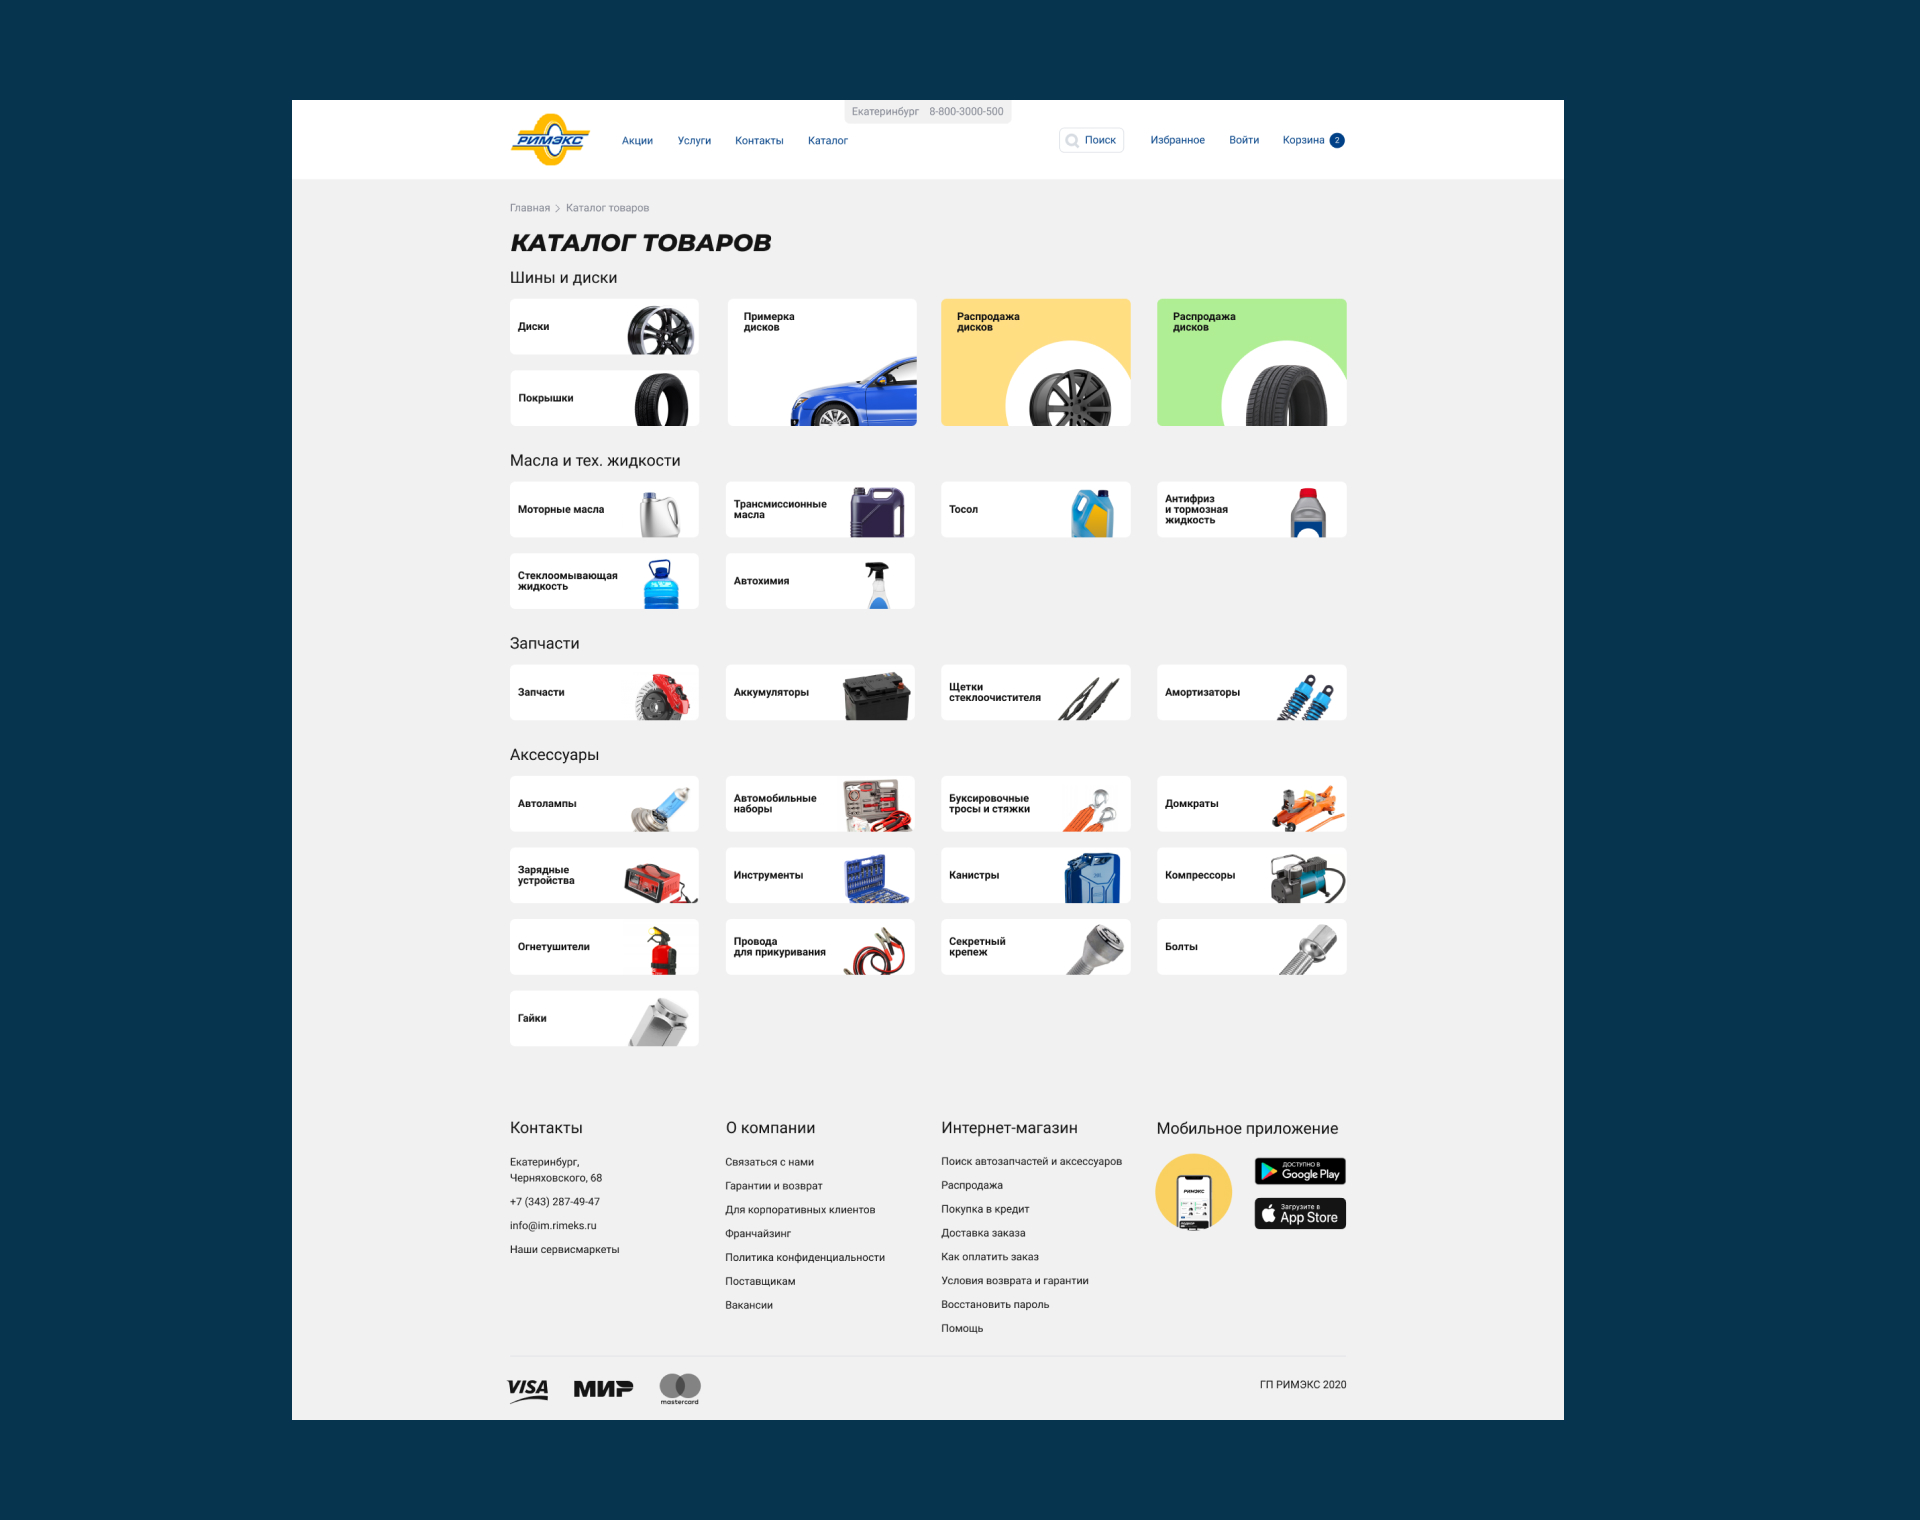 Екатеринбург 8-800-3000-500
РИМЭКС
Акции Услуги Контакты Каталог
Поиск Избранное Войти Корзина 2
Главная > Каталог товаров
КАТАЛОГ ТОВАРОВ
Шины и диски
Диски
Покрышки
Примерка
дисков
Распродажа
дисков
Распродажа
дисков
Масла и тех. жидкости
Моторные масла
Трансмиссионные
масла
Тосол
Антифриз
и тормозная
жидкость
Стеклоомывающая
жидкость
Автохимия
Запчасти
Запчасти
Аккумуляторы
Щетки
стеклоочистителя
Амортизаторы
Аксессуары
Автолампы
Автомобильные
наборы
Буксировочные
тросы и стяжки
Домкраты
Зарядные
устройства
Инструменты
Канистры
Компрессоры
Огнетушители
Провода
для прикуривания
Секретный
крепеж
Болты
Гайки
Контакты
Екатеринбург,
Черняховского, 68
+7 (343) 287-49-47
info@im.rimeks.ru
Наши сервисмаркеты
О компании
Связаться с нами
Гарантии и возврат
Для корпоративных клиентов
Франчайзинг
Политика конфиденциальности
Поставщикам
Вакансии
Интернет-магазин
Поиск автозапчастей и аксессуаров
Распродажа
Покупка в кредит
Доставка заказа
Как оплатить заказ
Условия возврата и гарантии
Восстановить пароль
Помощь
Мобильное приложение
РИМЭКС
ДОСТУПНО В
Google Play
Загрузите в
App Store
VISA МИР mastercard
ГП РИМЭКС 2020